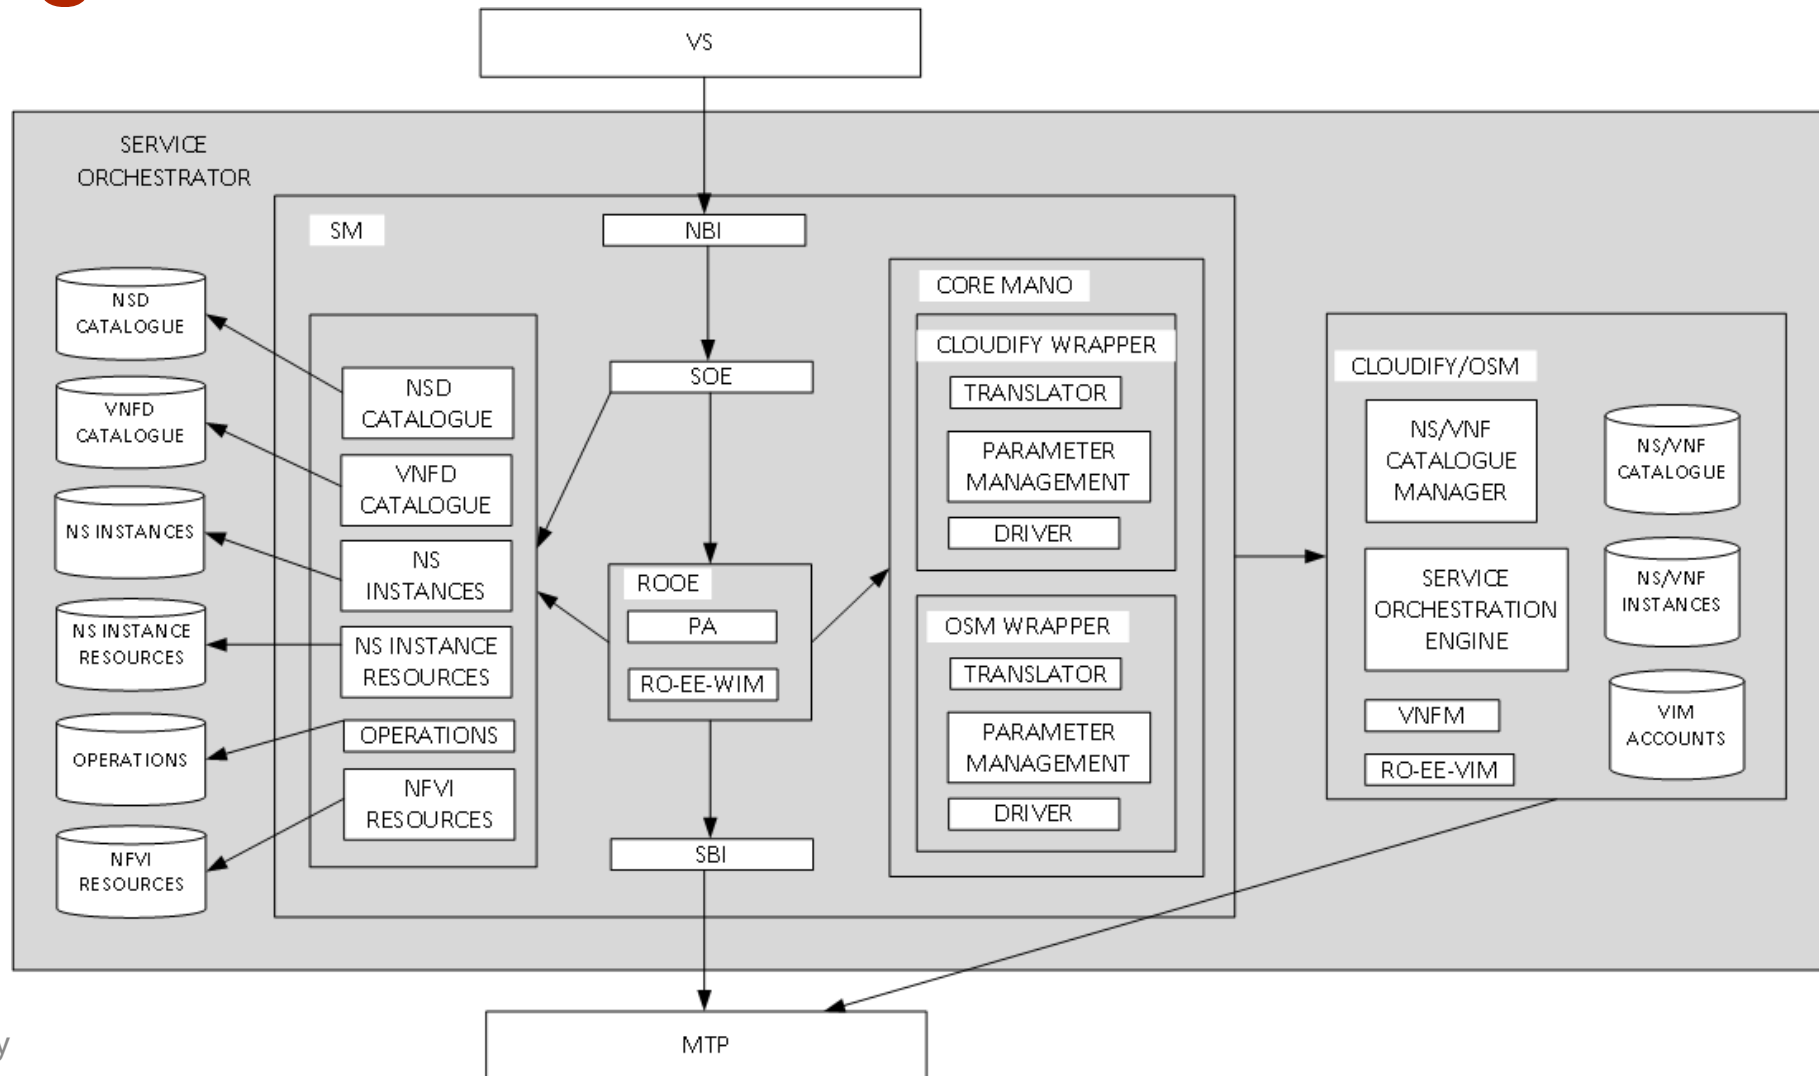 VS
SERVICE
ORCHESTRATOR
SM
NBI
NSD
CATALOGUE
VNFD
CATALOGUE
NS INSTANCES
NS INSTANCE
RESOURCES
OPERATIONS
NFVI
RESOURCES
NSD
CATALOGUE
VNFD
CATALOGUE
NS
INSTANCES
NS INSTANCE
RESOURCES
OPERATIONS
NFVI
RESOURCES
SOE
ROOE
PA
RO-EE-WIM
SBI
CORE MANO
CLOUDIFY WRAPPER
TRANSLATOR
PARAMETER
MANAGEMENT
DRIVER
OSM WRAPPER
TRANSLATOR
PARAMETER
MANAGEMENT
DRIVER
CLOUDIFY/OSM
NS/VNF
CATALOGUE
MANAGER
SERVICE
ORCHESTRATION
ENGINE
VNFM
RO-EE-VIM
NS/VNF
CATALOGUE
NS/VNF
INSTANCES
VIM
ACCOUNTS
MTP